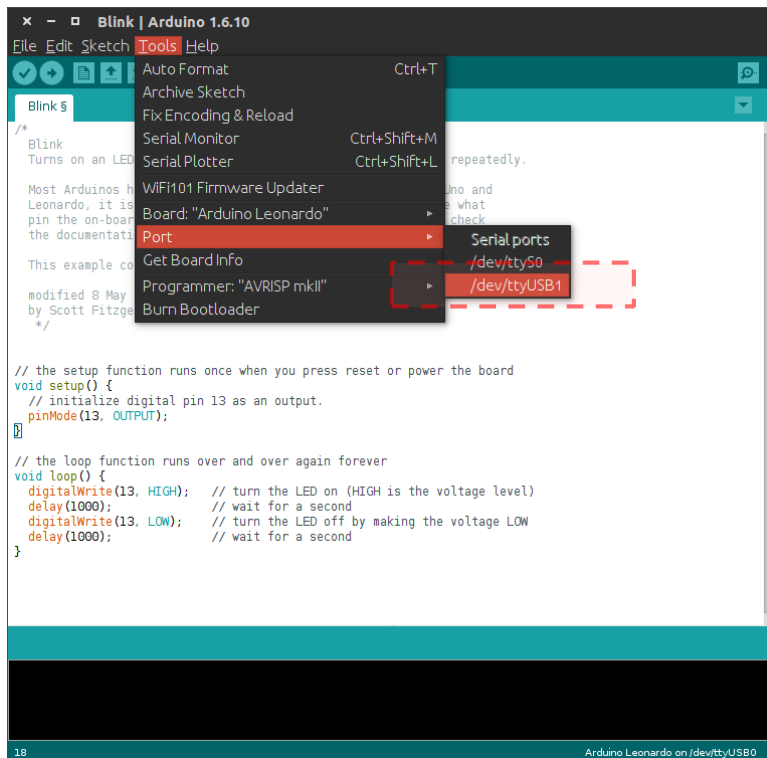 Blink | Arduino 1.6.10
File Edit Sketch Tools Help
Auto Format Ctrl+T
Archive Sketch
Fix Encoding & Reload
Serial Monitor Ctrl+Shift+M
Serial Plotter Ctrl+Shift+L
WiFi101 Firmware Updater
Board: "Arduino Leonardo"
Port
Get Board Info
Programmer: "AVRISP mkII"
Burn Bootloader
Serial ports
/dev/ttyS0
/dev/ttyUSB1
Blink §
/*
Blink
Turns on an LED repeatedly.
Most Arduinos h Uno and
Leonardo, it is what
pin the on-boar check
the documentati
This example co
modified 8 May
by Scott Fitzge
*/
// the setup function runs once when you press reset or power the board
void setup() {
// initialize digital pin 13 as an output.
pinMode(13, OUTPUT);
}
// the loop function runs over and over again forever
void loop() {
digitalWrite(13, HIGH); // turn the LED on (HIGH is the voltage level)
delay(1000); // wait for a second
digitalWrite(13, LOW); // turn the LED off by making the voltage LOW
delay(1000); // wait for a second
}
18 Arduino Leonardo on /dev/ttyUSB0